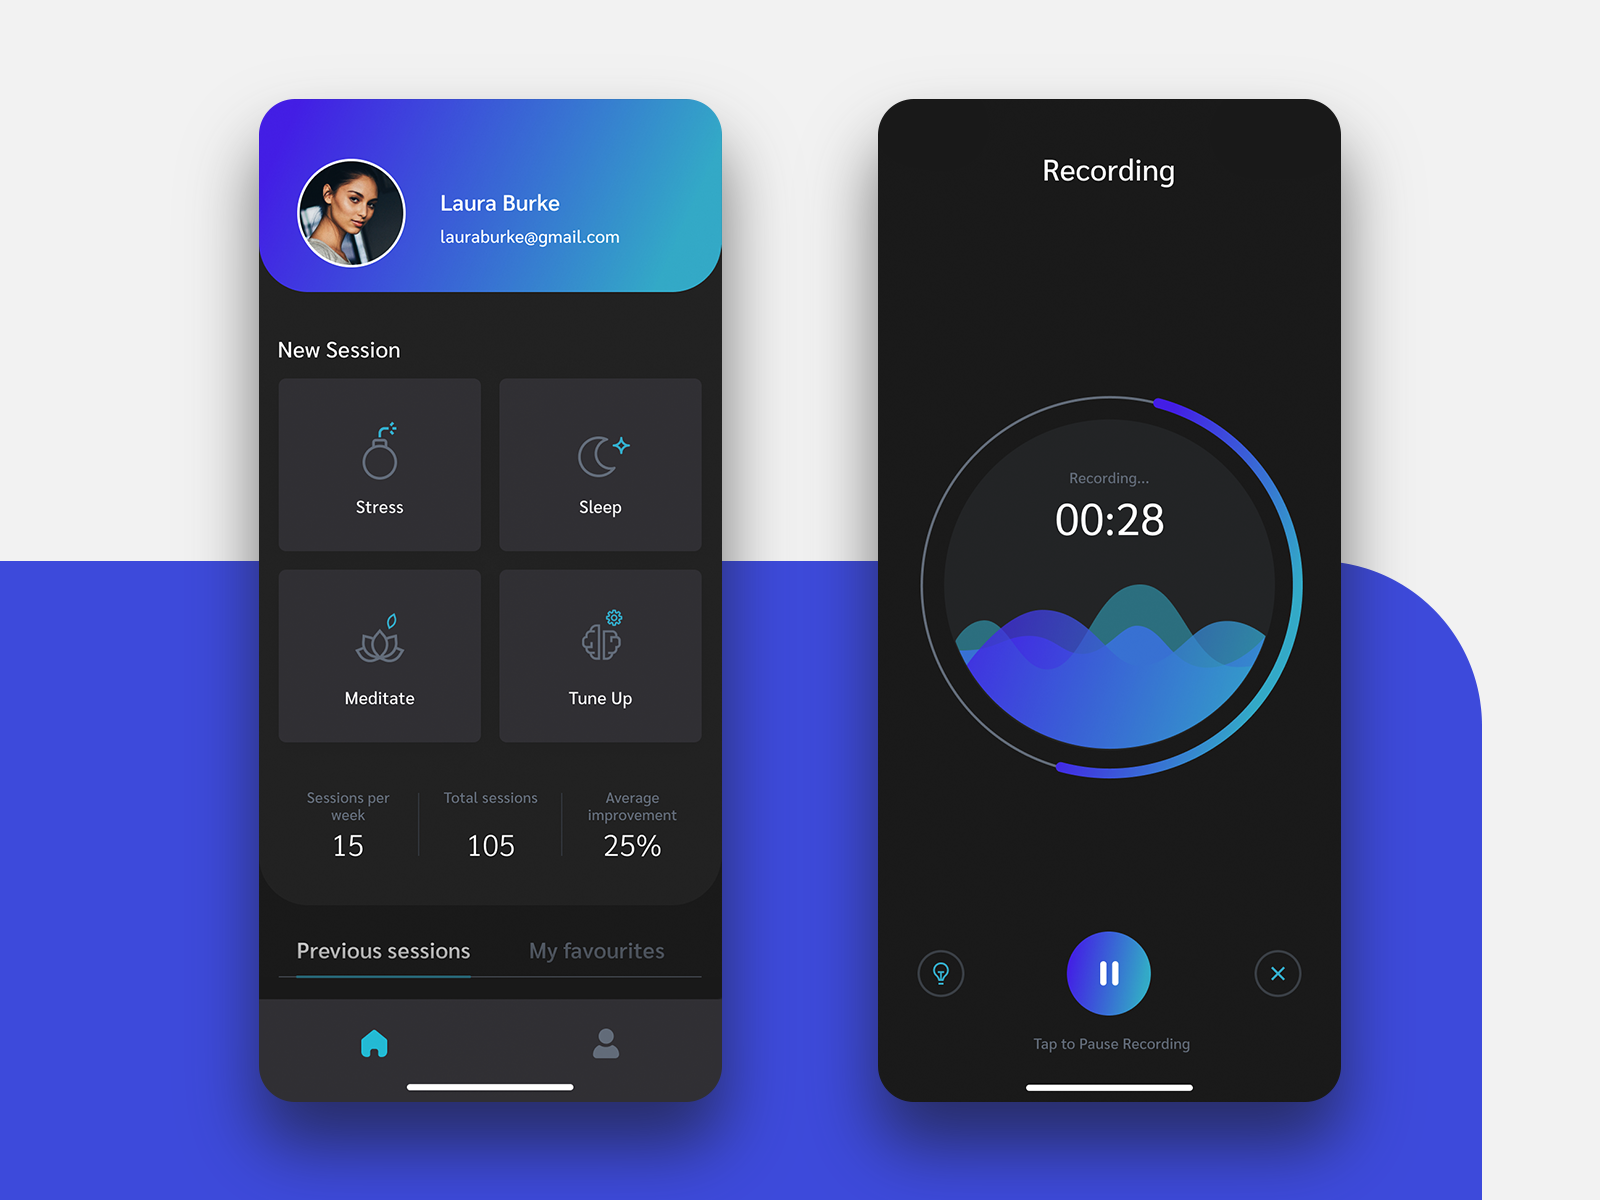 Laura Burke
lauraburke@gmail.com
New Session
Stress
Sleep
Meditate
Tune Up
Sessions per
week
15
Total sessions
105
Average
improvement
25%
Previous sessions
My favourites
Recording
Recording...
00:28
Tap to Pause Recording